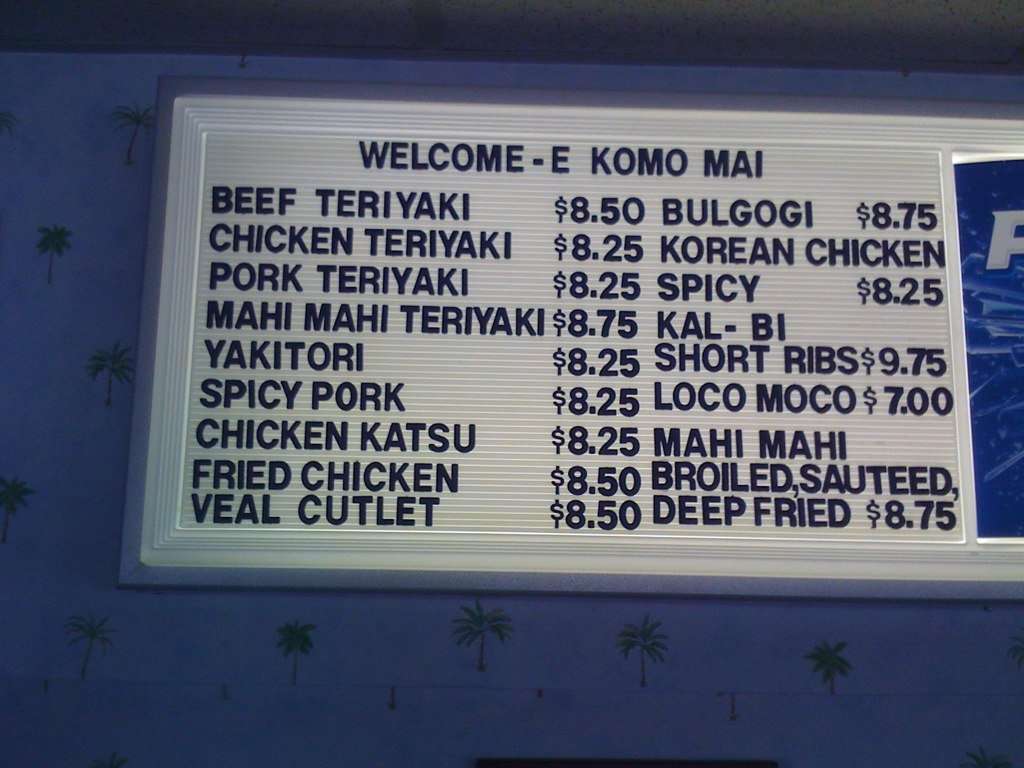 WELCOME - E KOMO MAI
BEEF TERIYAKI $8.50
CHICKEN TERIYAKI $8.25
PORK TERIYAKI $8.25
MAHI MAHI TERIYAKI $8.75
YAKITORI $8.25
SPICY PORK $8.25
CHICKEN KATSU $8.25
FRIED CHICKEN $8.50
VEAL CUTLET $8.50
BULGOGI $8.75
KOREAN CHICKEN
SPICY $8.25
KAL- BI
SHORT RIBS $9.75
LOCO MOCO $7.00
MAHI MAHI
BROILED,SAUTEED,
DEEP FRIED $8.75